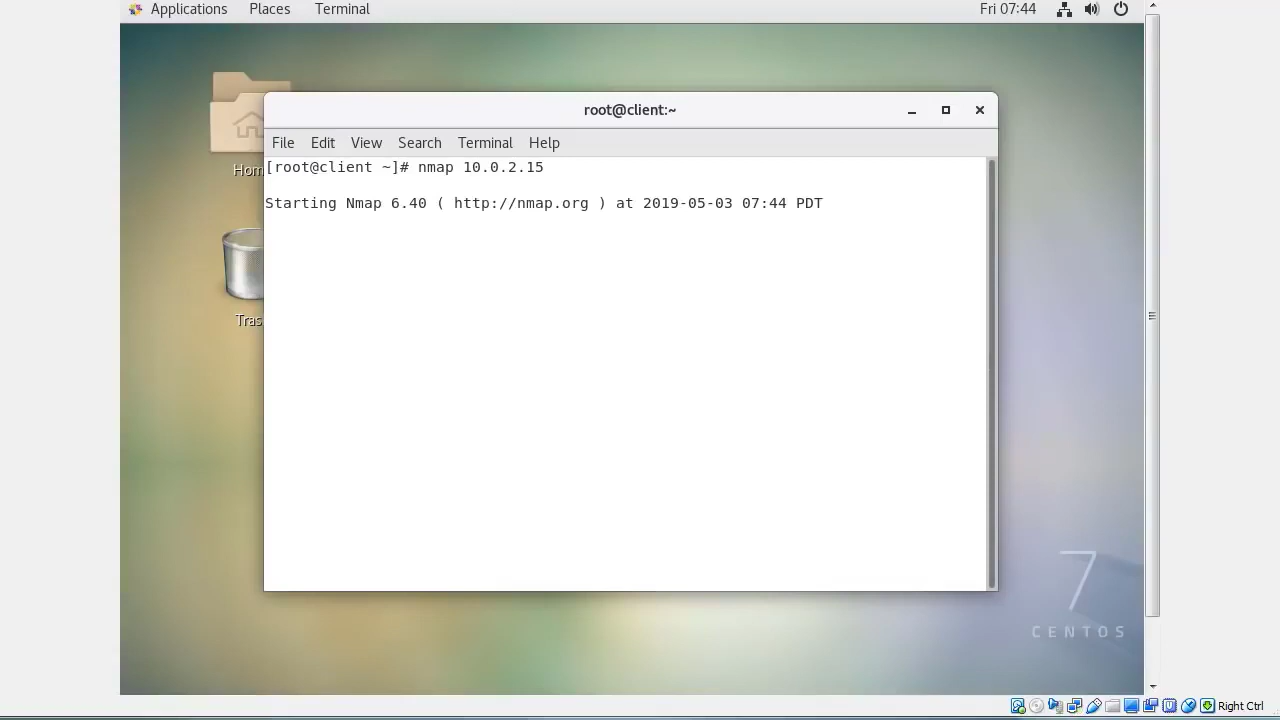 Applications Places Terminal Fri 07:44
root@client:~
File Edit View Search Terminal Help
Hom
[root@client ~]# nmap 10.0.2.15
Starting Nmap 6.40 ( http://nmap.org ) at 2019-05-03 07:44 PDT
Tras
7
CENTOS
Right Ctrl